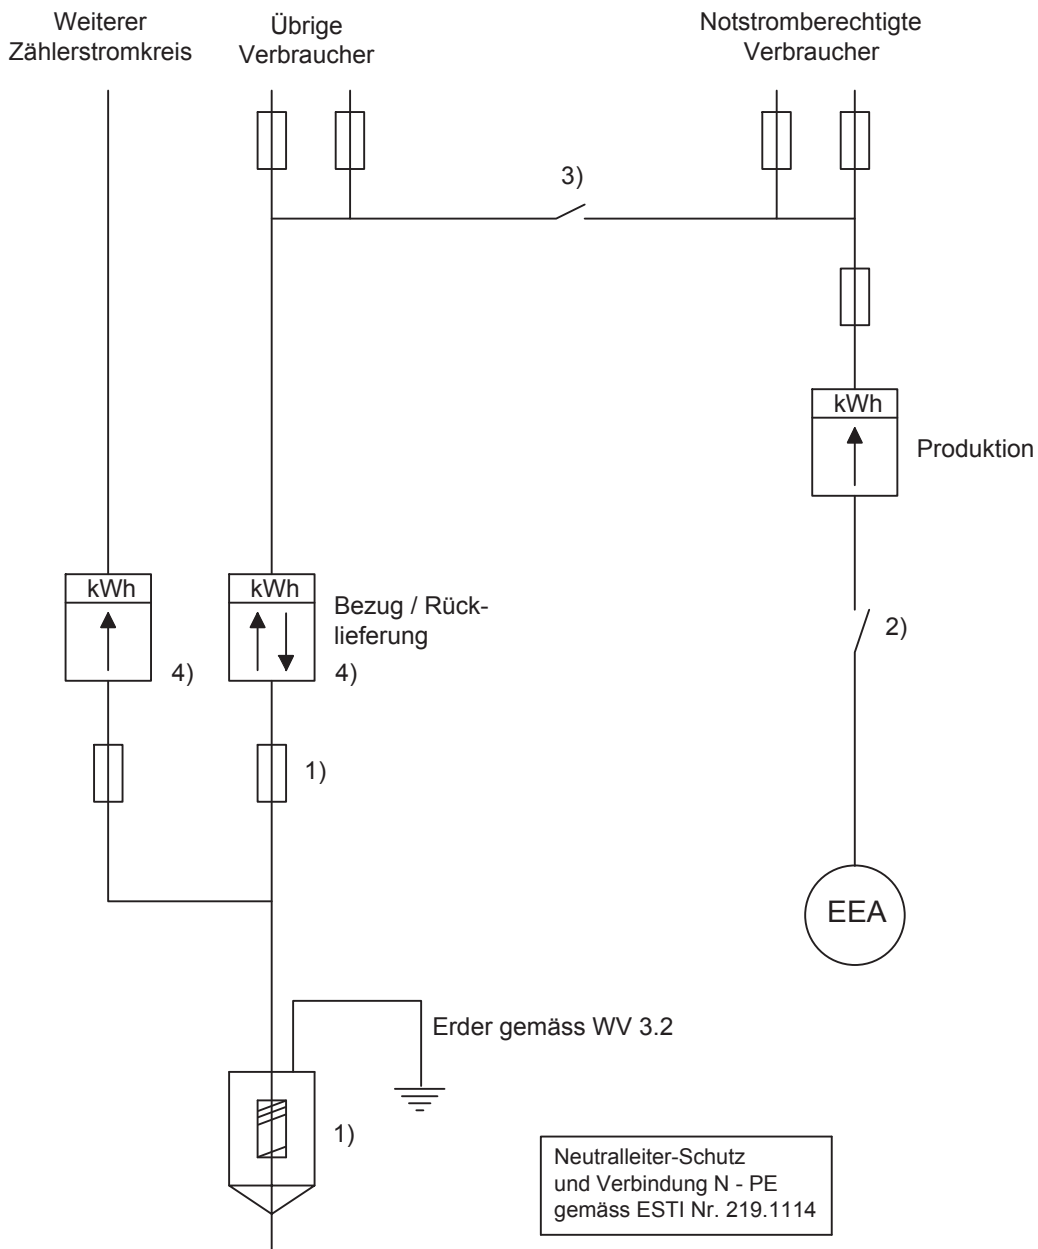 Weiterer
Zählerstromkreis
Übrige
Verbraucher
Notstromberechtigte
Verbraucher
3)
kWh
Produktion
kWh
4)
kWh
Bezug / Rück-
lieferung
4)
2)
1)
EEA
Erder gemäss WV 3.2
1)
Neutralleiter-Schutz
und Verbindung N - PE
gemäss ESTI Nr. 219.1114